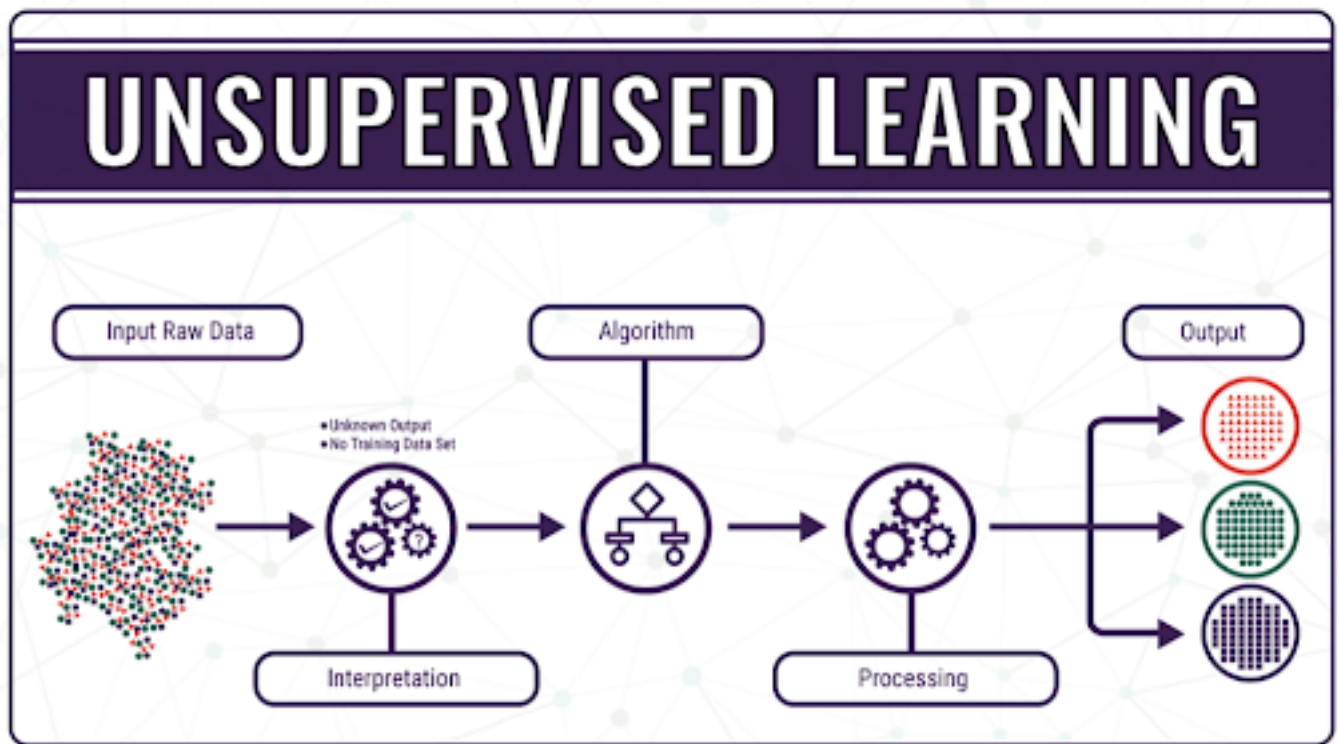 UNSUPERVISED LEARNING
Input Raw Data
Algorithm
Output
• Unknown Output
• No Training Data Set
?
Interpretation
Processing